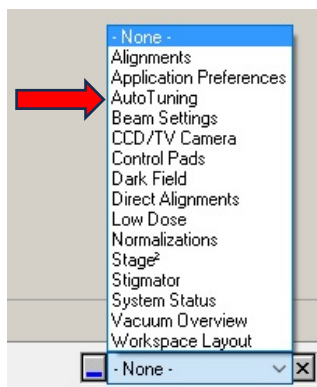 - None -
Alignments
Application Preferences
AutoTuning
Beam Settings
CCD/TV Camera
Control Pads
Dark Field
Direct Alignments
Low Dose
Normalizations
Stage²
Stigmator
System Status
Vacuum Overview
Workspace Layout
- None -